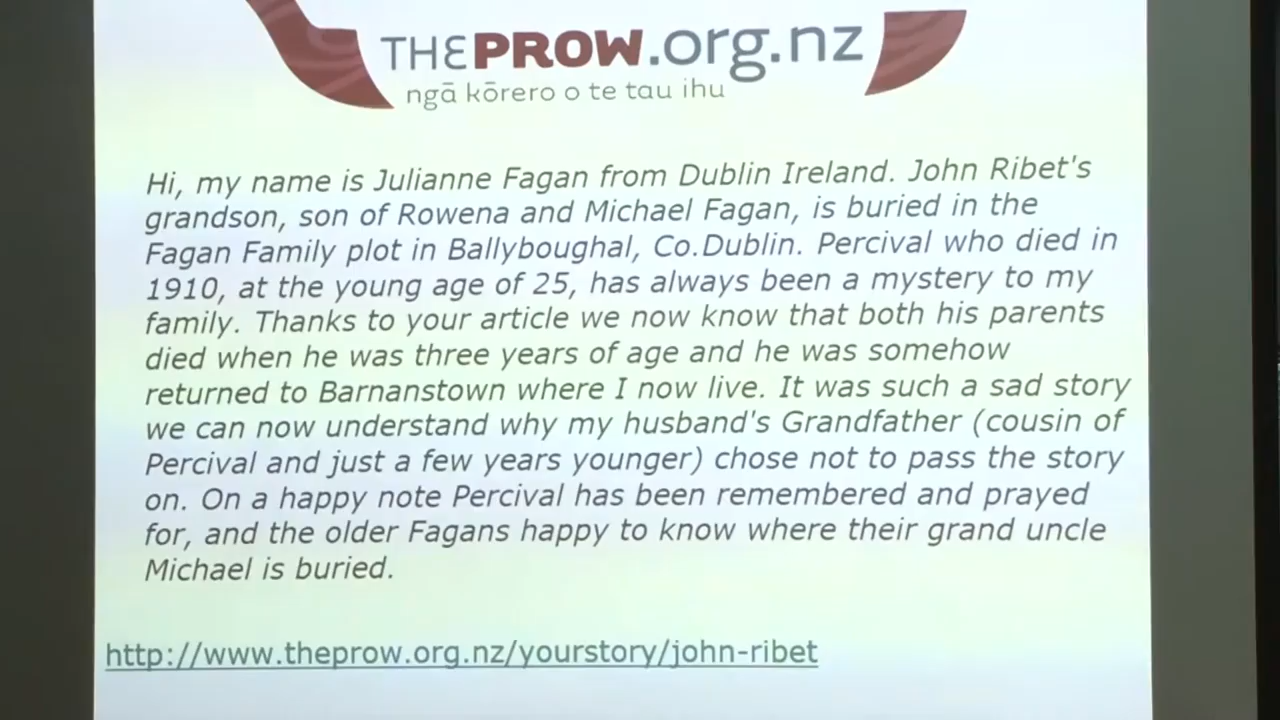 THEPROW.org.nz
ngā kōrero o te tau ihu
Hi, my name is Julianne Fagan from Dublin Ireland. John Ribet's
grandson, son of Rowena and Michael Fagan, is buried in the
Fagan Family plot in Ballyboughal, Co.Dublin. Percival who died in
1910, at the young age of 25, has always been a mystery to my
family. Thanks to your article we now know that both his parents
died when he was three years of age and he was somehow
returned to Barnanstown where I now live. It was such a sad story
we can now understand why my husband's Grandfather (cousin of
Percival and just a few years younger) chose not to pass the story
on. On a happy note Percival has been remembered and prayed
for, and the older Fagans happy to know where their grand uncle
Michael is buried.
http://www.theprow.org.nz/yourstory/john-ribet